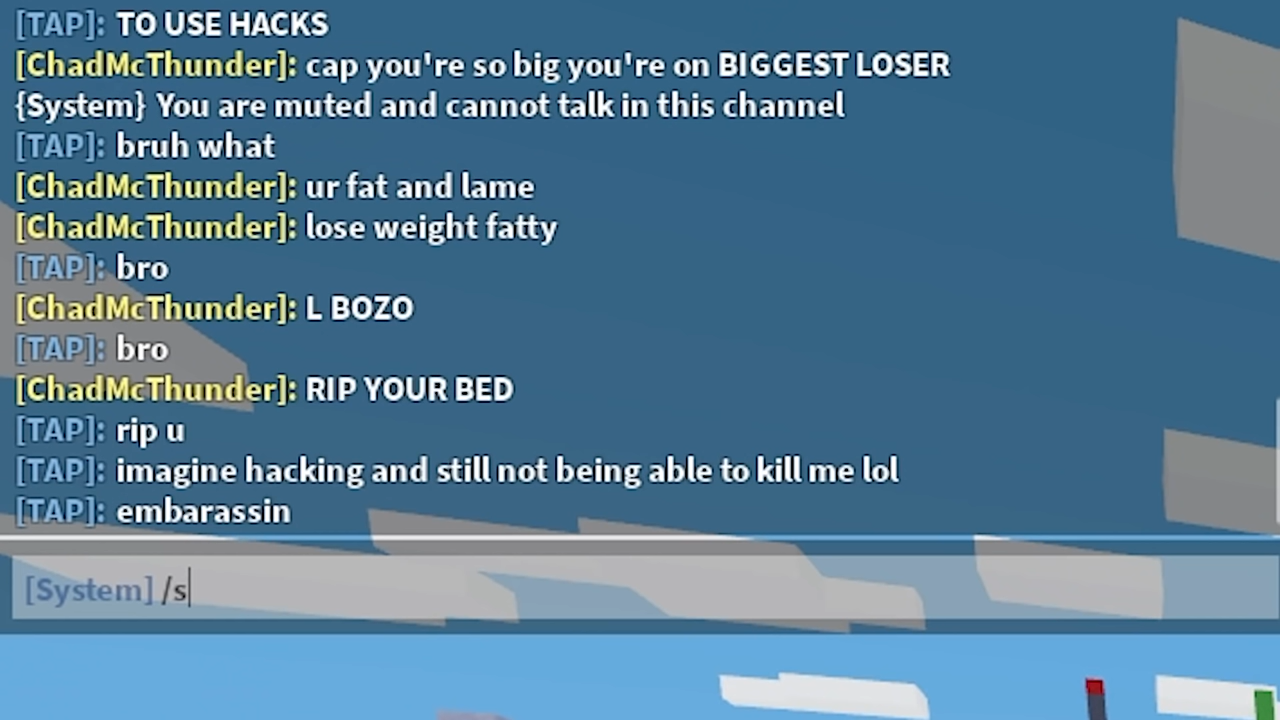 [TAP]: TO USE HACKS
[ChadMcThunder]: cap you're so big you're on BIGGEST LOSER
{System} You are muted and cannot talk in this channel
[TAP]: bruh what
[ChadMcThunder]: ur fat and lame
[ChadMcThunder]: lose weight fatty
[TAP]: bro
[ChadMcThunder]: L BOZO
[TAP]: bro
[ChadMcThunder]: RIP YOUR BED
[TAP]: rip u
[TAP]: imagine hacking and still not being able to kill me lol
[TAP]: embarassin
[System] /s